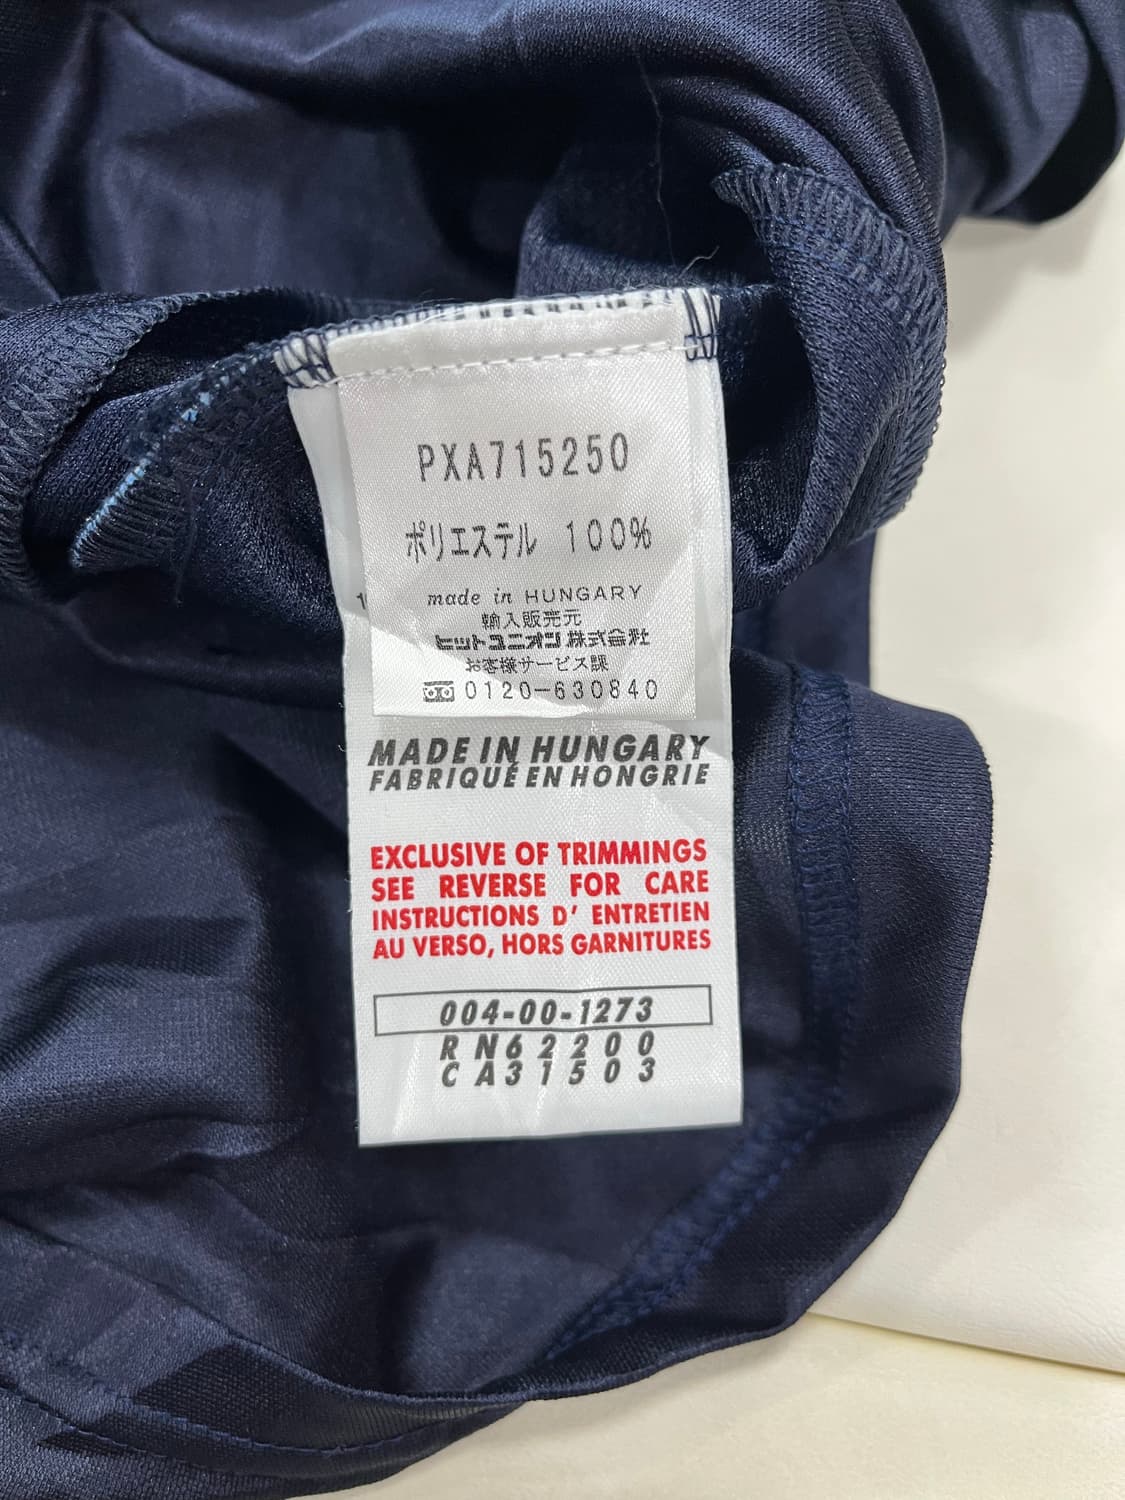 PXA715250
ポリエステル 100%
made in HUNGARY
輸入販売元
ヒットユニオン株式会社
お客様サービス課
0120-630840
MADE IN HUNGARY
FABRIQUÉ EN HONGRIE
EXCLUSIVE OF TRIMMINGS
SEE REVERSE FOR CARE
INSTRUCTIONS D' ENTRETIEN
AU VERSO, HORS GARNITURES
004-00-1273
RN62200
CA31503